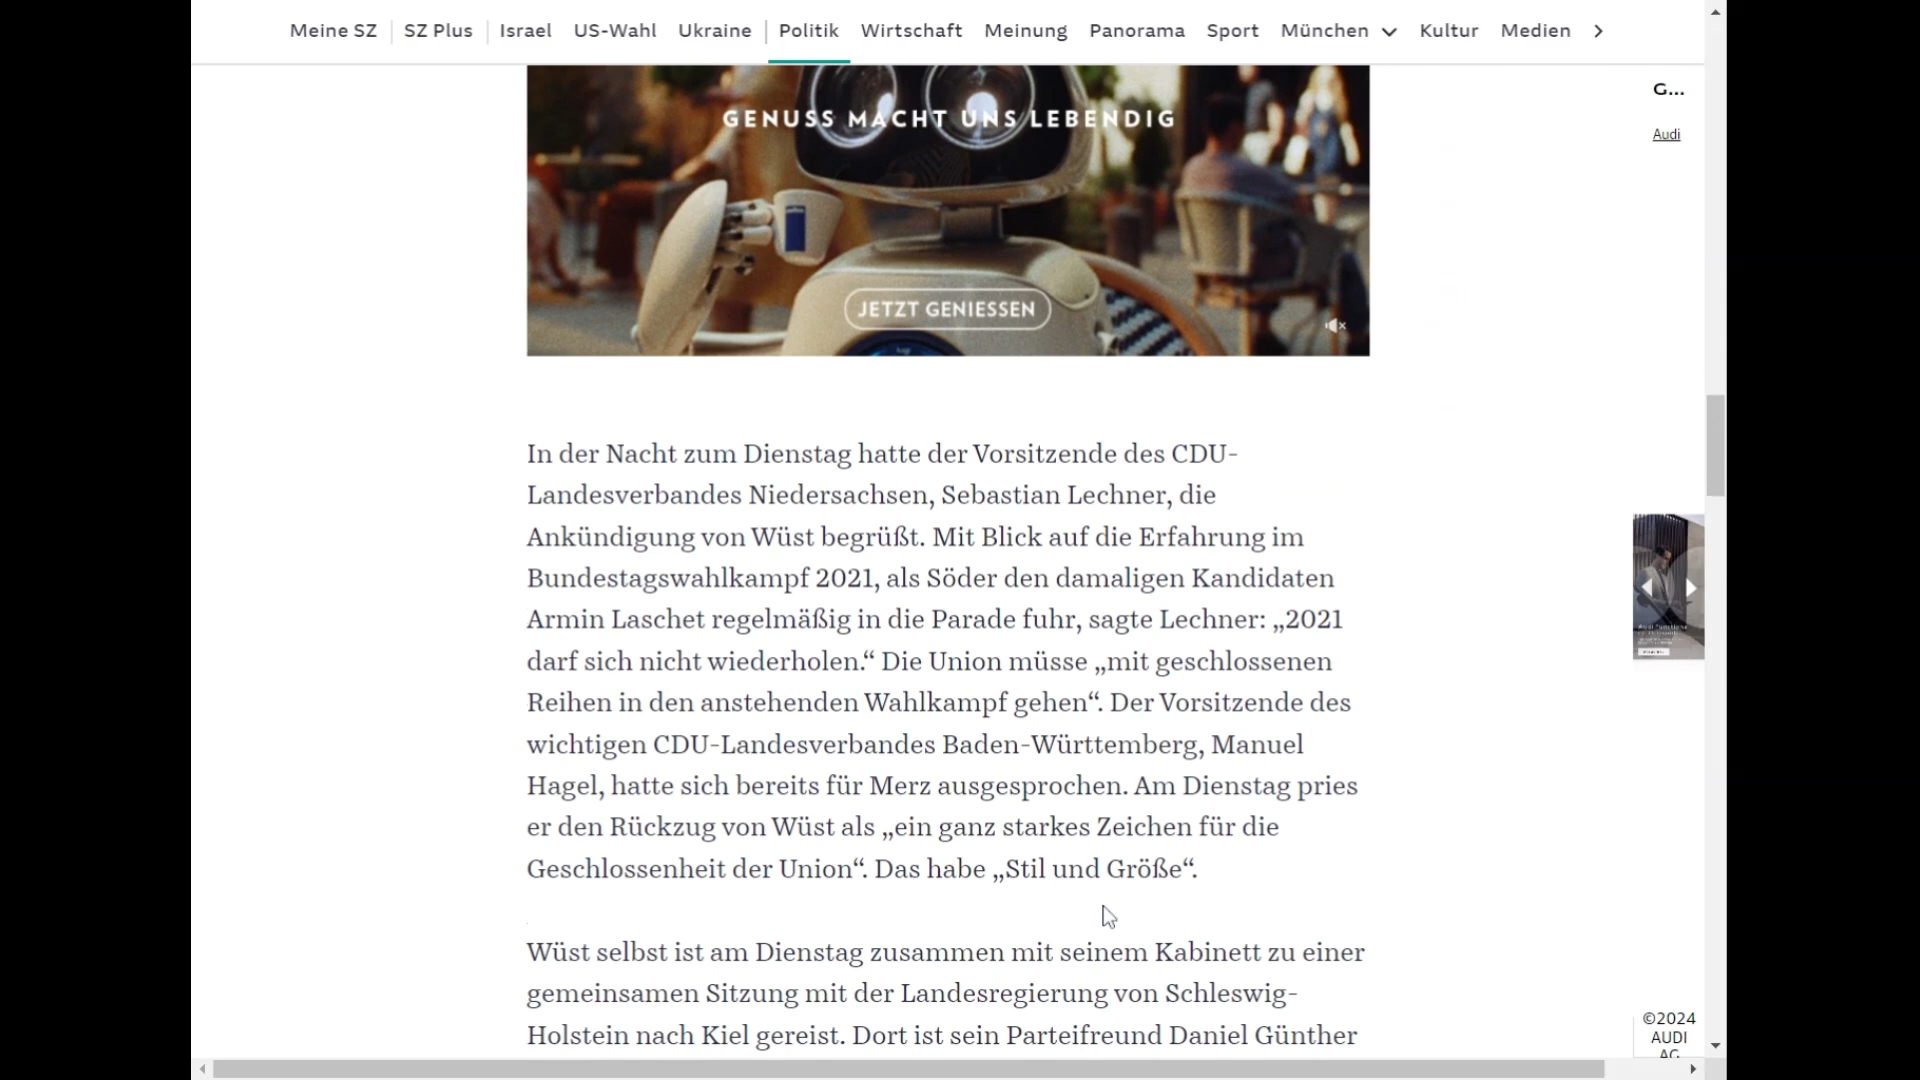 Meine SZ SZ Plus Israel US-Wahl Ukraine Politik Wirtschaft Meinung Panorama Sport München Kultur Medien
G...
GENUSS MACHT UNS LEBENDIG
Audi
JETZT GENIESSEN
In der Nacht zum Dienstag hatte der Vorsitzende des CDU-
Landesverbandes Niedersachsen, Sebastian Lechner, die
Ankündigung von Wüst begrüßt. Mit Blick auf die Erfahrung im
Bundestagswahlkampf 2021, als Söder den damaligen Kandidaten
Armin Laschet regelmäßig in die Parade fuhr, sagte Lechner: „2021
darf sich nicht wiederholen.“ Die Union müsse „mit geschlossenen
Reihen in den anstehenden Wahlkampf gehen“. Der Vorsitzende des
wichtigen CDU-Landesverbandes Baden-Württemberg, Manuel
Hagel, hatte sich bereits für Merz ausgesprochen. Am Dienstag pries
er den Rückzug von Wüst als „ein ganz starkes Zeichen für die
Geschlossenheit der Union“. Das habe „Stil und Größe“.
Wüst selbst ist am Dienstag zusammen mit seinem Kabinett zu einer
gemeinsamen Sitzung mit der Landesregierung von Schleswig-
Holstein nach Kiel gereist. Dort ist sein Parteifreund Daniel Günther
©2024
AUDI
AG